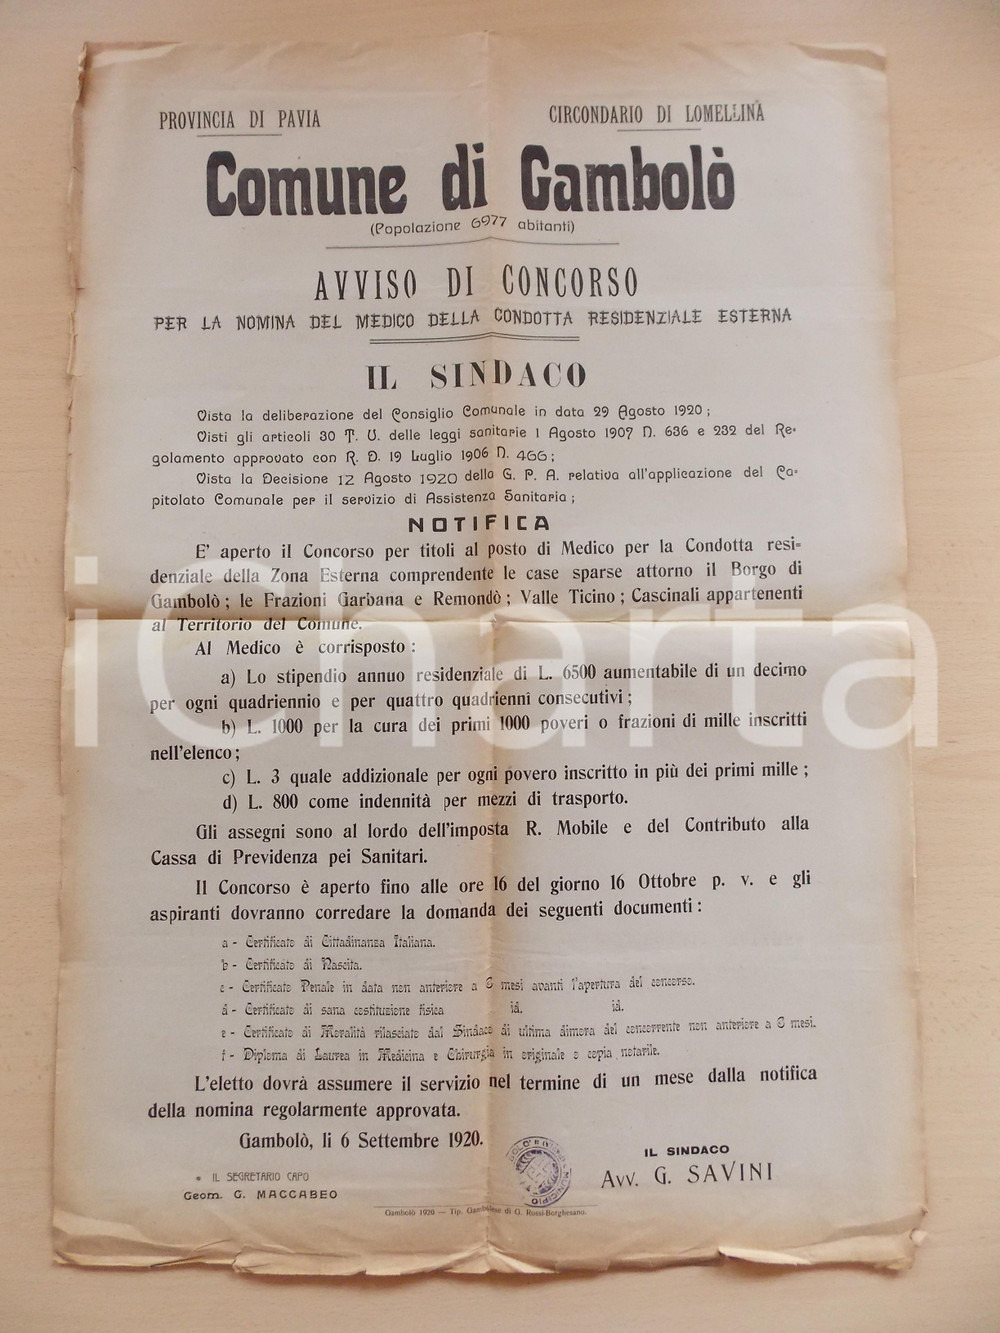 PROVINCIA DI PAVIA
CIRCONDARIO DI LOMELLINA
Comune di Gambolò
(Popolazione 6977 abitanti)
AVVISO DI CONCORSO
PER LA NOMINA DEL MEDICO DELLA CONDOTTA RESIDENZIALE ESTERNA
IL SINDACO
Vista la deliberazione del Consiglio Comunale in data 29 Agosto 1920 ;
Visti gli articoli 30 T. U. delle leggi sanitarie 1 Agosto 1907 N. 636 e 232 del Re-
golamento approvato con R. D. 19 Luglio 1906 N. 466 ;
Vista la Decisione 12 Agosto 1920 della G. P. A. relativa all'applicazione del Ca-
pitolato Comunale per il servizio di Assistenza Sanitaria ;
NOTIFICA
E' aperto il Concorso per titoli al posto di Medico per la Condotta resi=
denziale della Zona Esterna comprendente le case sparse attorno il Borgo di
Gambolò ; le Frazioni Garbana e Remondò ; Valle Ticino ; Cascinali appartenenti
al Territorio del Comune.
Al Medico è corrisposto :
a) Lo stipendio annuo residenziale di L. 6500 aumentabile di un decimo
per ogni quadriennio e per quattro quadrienni consecutivi ;
b) L. 1000 per la cura dei primi 1000 poveri o frazioni di mille inscritti
nell'elenco ;
c) L. 3 quale addizionale per ogni povero inscritto in più dei primi mille ;
d) L. 800 come indennità per mezzi di trasporto.
Gli assegni sono al lordo dell'imposta R. Mobile e del Contributo alla
Cassa di Previdenza pei Sanitari.
Il Concorso è aperto fino alle ore 16 del giorno 16 Ottobre p. v. e gli
aspiranti dovranno corredare la domanda dei seguenti documenti :
a - Certificato di Cittadinanza Italiana.
b - Certificato di Nascita.
c - Certificato Penale in data non anteriore a 6 mesi avanti l'apertura del concorso.
d - Certificato di sana costituzione fisica id. id.
e - Certificato di Moralità rilasciato dal Sindaco di ultima dimora del concorrente non anteriore a 6 mesi.
f - Diploma di Laurea in Medicina e Chirurgia in originale o copia notarile.
L'eletto dovrà assumere il servizio nel termine di un mese dalla notifica
della nomina regolarmente approvata.
Gambolò, li 6 Settembre 1920.
IL SEGRETARIO CAPO
Geom. G. MACCABEO
IL SINDACO
Avv. G. SAVINI
MUNICIPIO
Gambolò 1920 — Tip. Gambolese di G. Rossi-Borghesano.
iCharta